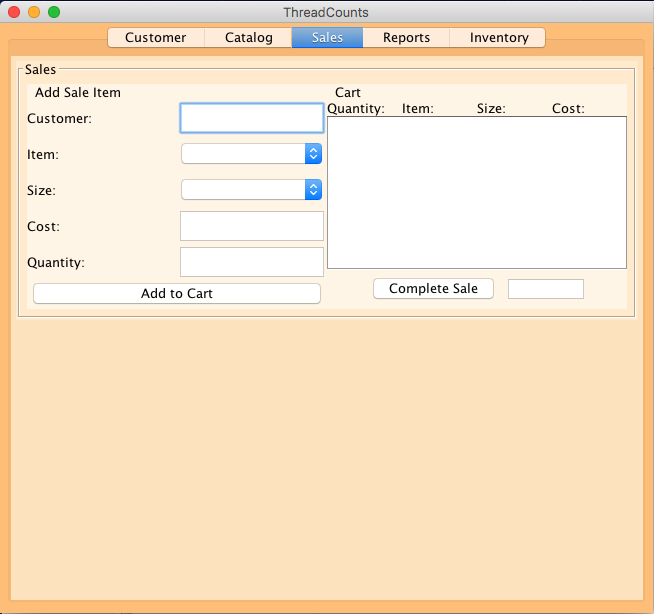 ThreadCounts
Customer Catalog Sales Reports Inventory
Sales
Add Sale Item
Customer:
Item:
Size:
Cost:
Quantity:
Add to Cart
Cart
Quantity: Item: Size: Cost:
Complete Sale